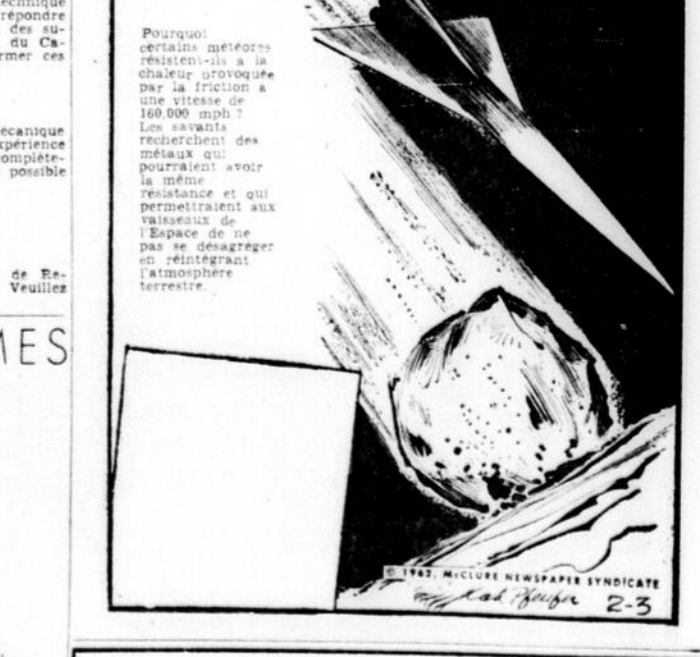 technique
répondre
des su-
du Ca-
rmer ces
écanique
xpérience
complète-
possible
de Re-
Veuillez
MES
Pourquoi
certains météores
résistent-ils a la
chaleur provoquée
par la friction a
une vitesse de
160,000 mph ?
Les savants
recherchent des
métaux qui
pourraient avoir
la même
résistance et qui
permettraient aux
vaisseaux de
l'Espace de ne
pas se désagréger
en réintégrant
l'atmosphère
terrestre.
© 1962, McCLURE NEWSPAPER SYNDICATE
Pfeufer 2-3